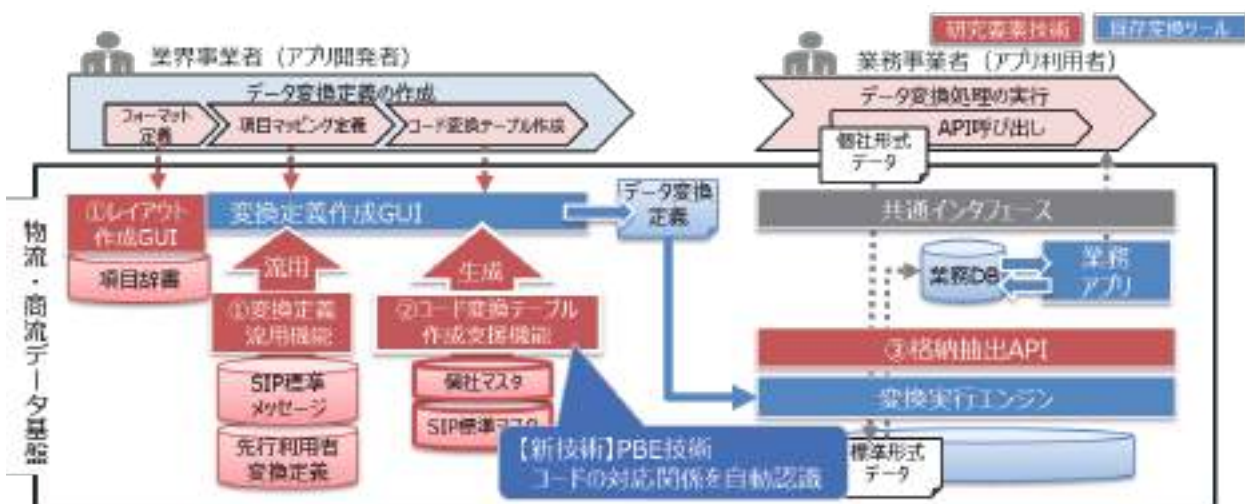 研究要素技術
既存変換ツール
業界事業者（アプリ開発者）
業務事業者（アプリ利用者）
データ変換定義の作成
フォーマット
定義
項目マッピング定義
コード変換テーブル作成
データ変換処理の実行
API呼び出し
個社形式
データ
物流・商流データ基盤
①レイアウト
作成GUI
項目辞書
変換定義作成GUI
データ変換
定義
流用
生成
①変換定義
流用機能
②コード変換テーブル
作成支援機能
SIP標準
メッセージ
先行利用者
変換定義
個社マスタ
SIP標準マスタ
【新技術】PBE技術
コードの対応関係を自動認識
共通インタフェース
業務DB
業務
アプリ
③格納抽出API
変換実行エンジン
標準形式
データ